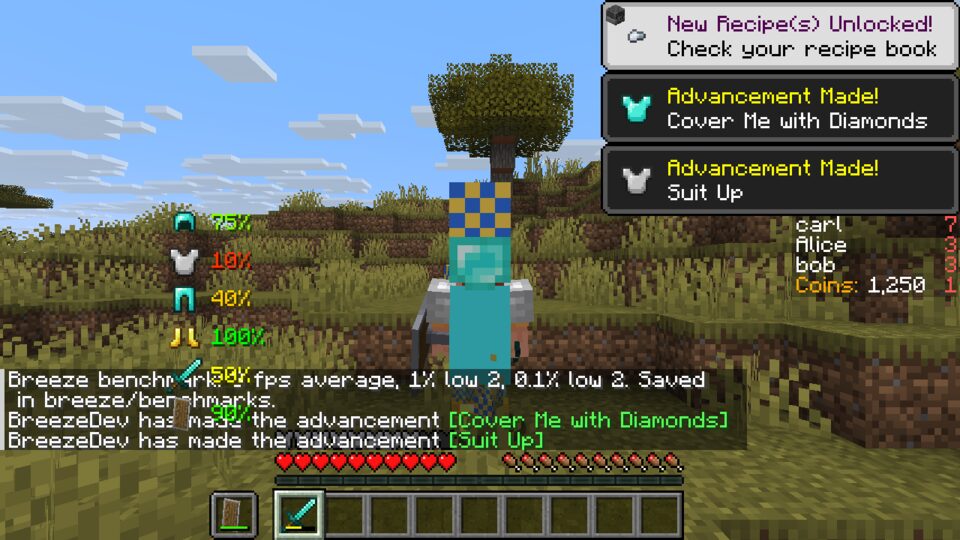 New Recipe(s) Unlocked!
Check your recipe book
Advancement Made!
Cover Me with Diamonds
Advancement Made!
Suit Up
carl 7
Alice 3
bob 3
Coins: 1,250 1
75%
10%
40%
100%
50%
90%
Breeze benchmark: fps average, 1% low 2, 0.1% low 2. Saved
in breeze/benchmarks.
BreezeDev has made the advancement [Cover Me with Diamonds]
BreezeDev has made the advancement [Suit Up]